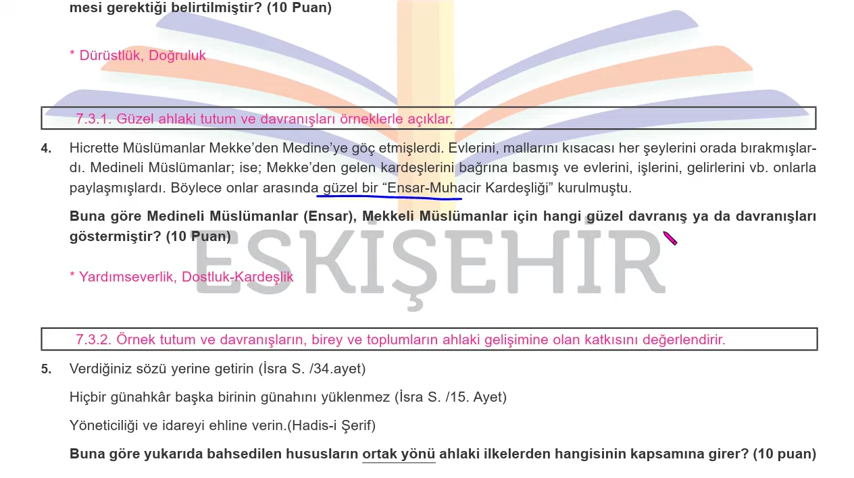 mesi gerektiği belirtilmiştir? (10 Puan)
* Dürüstlük, Doğruluk
7.3.1. Güzel ahlaki tutum ve davranışları örneklerle açıklar.
4. Hicrette Müslümanlar Mekke’den Medine’ye göç etmişlerdi. Evlerini, mallarını kısacası her şeylerini orada bırakmışlar-
dı. Medineli Müslümanlar; ise; Mekke’den gelen kardeşlerini bağrına basmış ve evlerini, işlerini, gelirlerini vb. onlarla
paylaşmışlardı. Böylece onlar arasında güzel bir “Ensar-Muhacir Kardeşliği” kurulmuştu.
Buna göre Medineli Müslümanlar (Ensar), Mekkeli Müslümanlar için hangi güzel davranış ya da davranışları
göstermiştir? (10 Puan)
ESKİŞEHİR
* Yardımseverlik, Dostluk-Kardeşlik
7.3.2. Örnek tutum ve davranışların, birey ve toplumların ahlaki gelişimine olan katkısını değerlendirir.
5. Verdiğiniz sözü yerine getirin (İsra S. /34.ayet)
Hiçbir günahkâr başka birinin günahını yüklenmez (İsra S. /15. Ayet)
Yöneticiliği ve idareyi ehline verin.(Hadis-i Şerif)
Buna göre yukarıda bahsedilen hususların ortak yönü ahlaki ilkelerden hangisinin kapsamına girer? (10 puan)